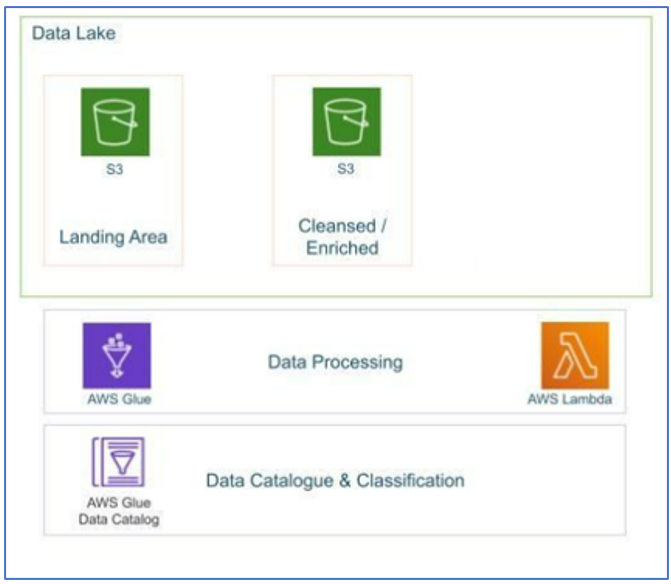 Data Lake
S3
S3
Landing Area
Cleansed /
Enriched
Data Processing
AWS Glue
AWS Lambda
Data Catalogue & Classification
AWS Glue
Data Catalog